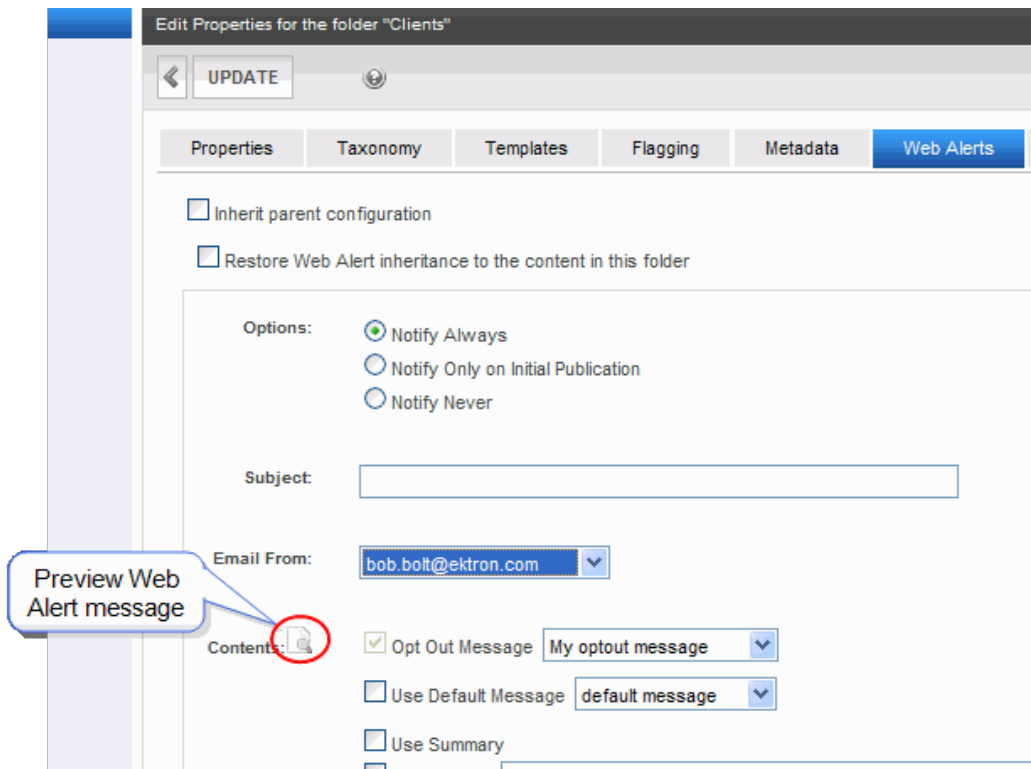 Edit Properties for the folder "Clients"
UPDATE
Properties Taxonomy Templates Flagging Metadata Web Alerts
Inherit parent configuration
Restore Web Alert inheritance to the content in this folder
Options: Notify Always
Notify Only on Initial Publication
Notify Never
Subject:
Email From: bob.bolt@ektron.com
Preview Web
Alert message
Contents: Opt Out Message My optout message
Use Default Message default message
Use Summary